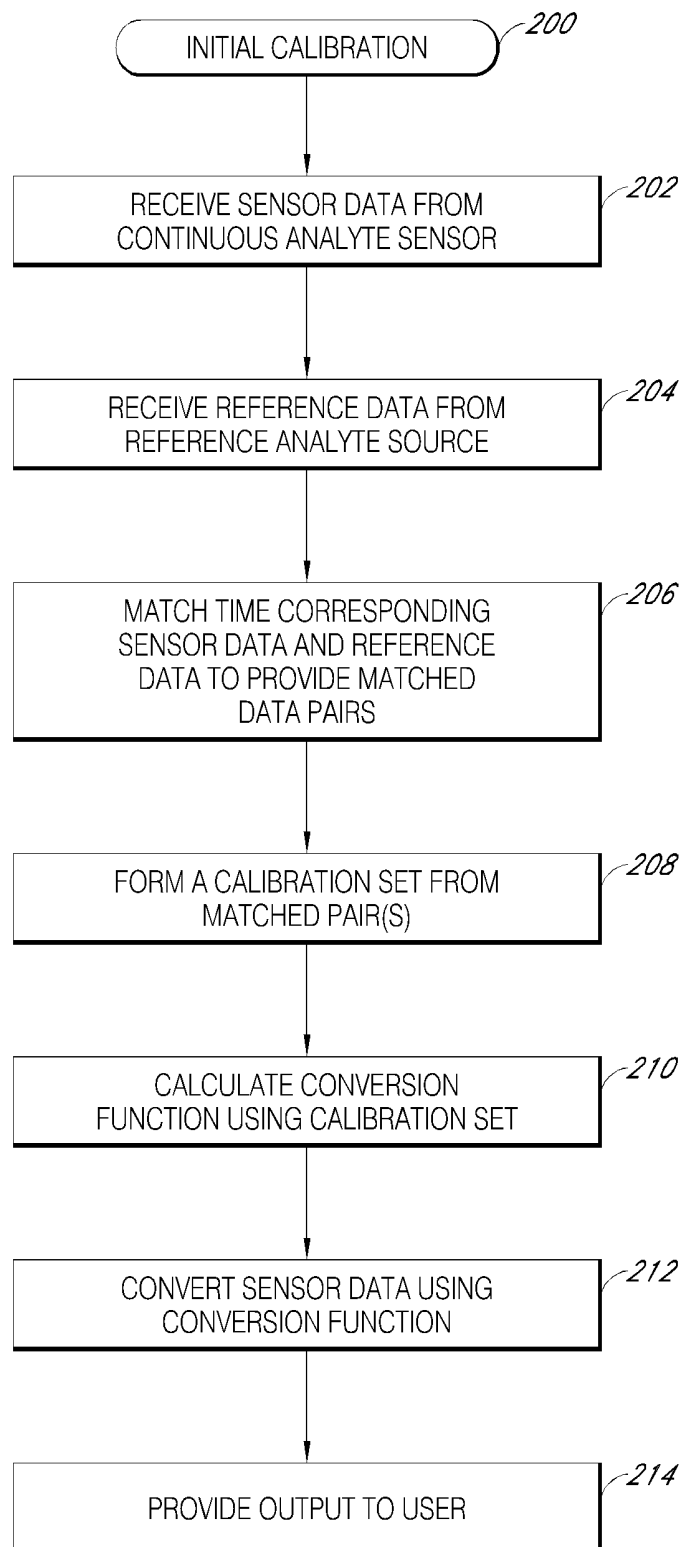 INITIAL CALIBRATION
200
RECEIVE SENSOR DATA FROM
CONTINUOUS ANALYTE SENSOR
202
RECEIVE REFERENCE DATA FROM
REFERENCE ANALYTE SOURCE
204
MATCH TIME CORRESPONDING
SENSOR DATA AND REFERENCE
DATA TO PROVIDE MATCHED
DATA PAIRS
206
FORM A CALIBRATION SET FROM
MATCHED PAIR(S)
208
CALCULATE CONVERSION
FUNCTION USING CALIBRATION SET
210
CONVERT SENSOR DATA USING
CONVERSION FUNCTION
212
PROVIDE OUTPUT TO USER
214